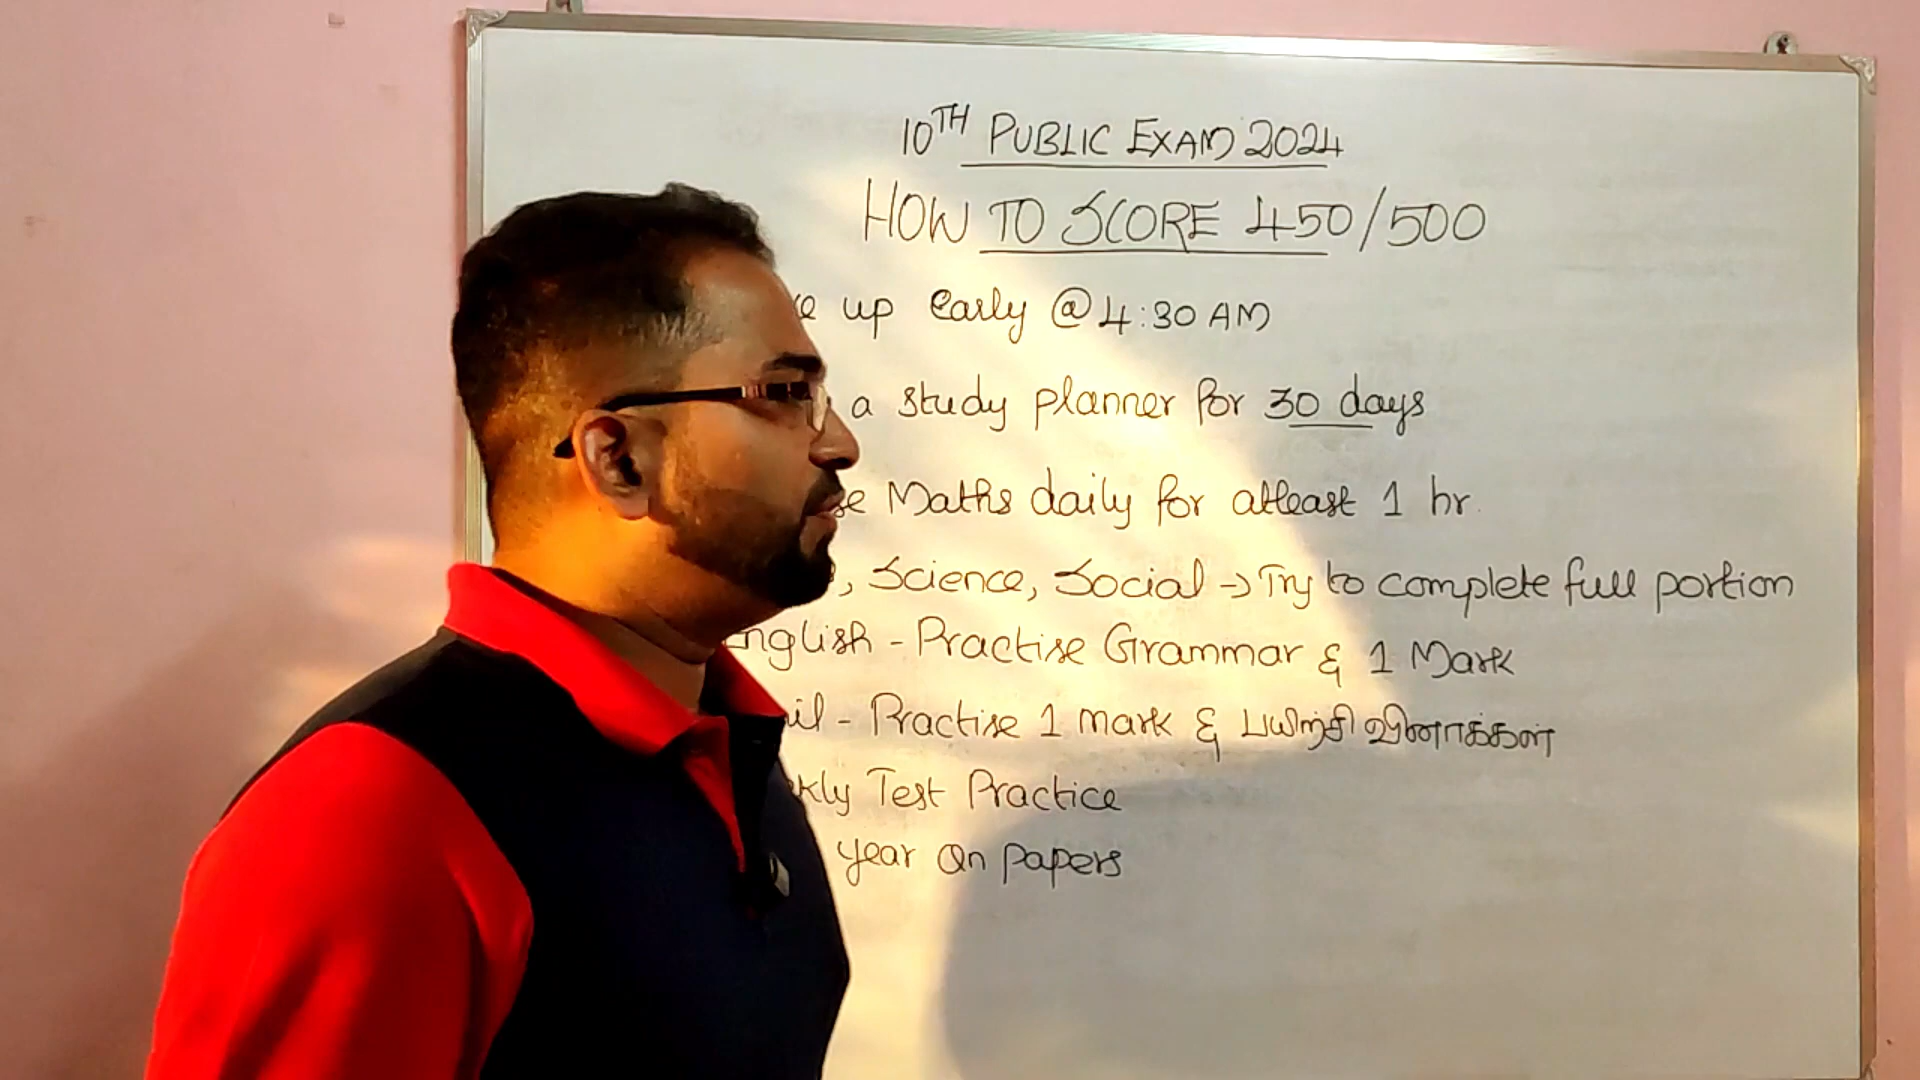 10TH PUBLIC EXAM 2024
HOW TO SCORE 450/500
up early @ 4:30 AM
a study planner for 30 days
Maths daily for atleast 1 hr.
, Science, Social → Try to complete full portion
English - Practise Grammar & 1 Mark
- Practise 1 mark & பயிற்சி வினாக்கள்
Test Practice
year Qn papers